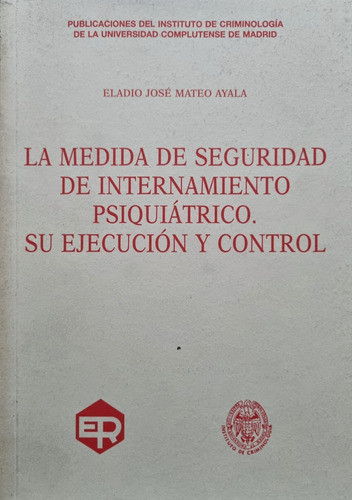 PUBLICACIONES DEL INSTITUTO DE CRIMINOLOGÍA
DE LA UNIVERSIDAD COMPLUTENSE DE MADRID
ELADIO JOSÉ MATEO AYALA
LA MEDIDA DE SEGURIDAD
DE INTERNAMIENTO
PSIQUIÁTRICO.
SU EJECUCIÓN Y CONTROL
ER
INSTITUTO DE CRIMINOLOGIA